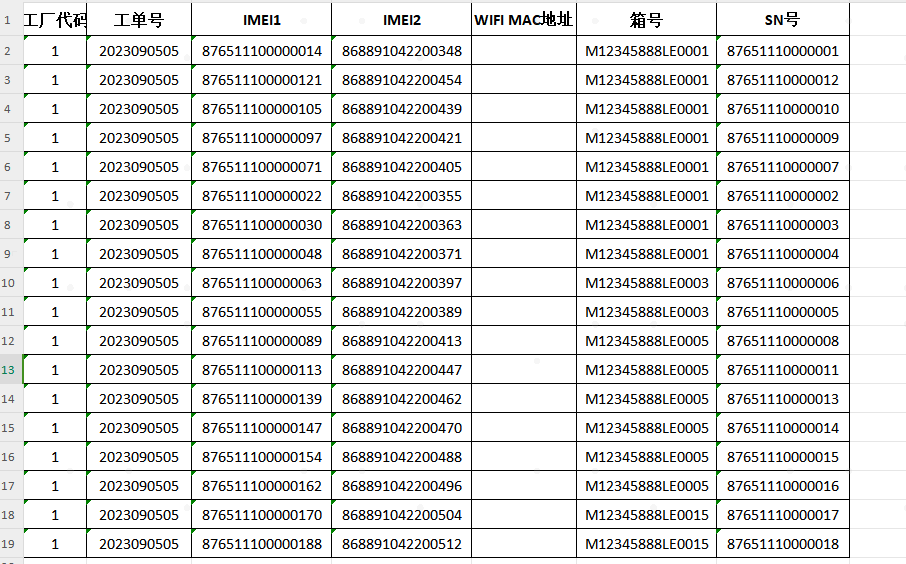 1 工厂代码 工单号 IMEI1 IMEI2 WIFI MAC地址 箱号 SN号
2 1 2023090505 876511100000014 868891042200348 M12345888LE0001 87651110000001
3 1 2023090505 876511100000121 868891042200454 M12345888LE0001 87651110000012
4 1 2023090505 876511100000105 868891042200439 M12345888LE0001 87651110000010
5 1 2023090505 876511100000097 868891042200421 M12345888LE0001 87651110000009
6 1 2023090505 876511100000071 868891042200405 M12345888LE0001 87651110000007
7 1 2023090505 876511100000022 868891042200355 M12345888LE0001 87651110000002
8 1 2023090505 876511100000030 868891042200363 M12345888LE0001 87651110000003
9 1 2023090505 876511100000048 868891042200371 M12345888LE0001 87651110000004
10 1 2023090505 876511100000063 868891042200397 M12345888LE0003 87651110000006
11 1 2023090505 876511100000055 868891042200389 M12345888LE0003 87651110000005
12 1 2023090505 876511100000089 868891042200413 M12345888LE0005 87651110000008
13 1 2023090505 876511100000113 868891042200447 M12345888LE0005 87651110000011
14 1 2023090505 876511100000139 868891042200462 M12345888LE0005 87651110000013
15 1 2023090505 876511100000147 868891042200470 M12345888LE0005 87651110000014
16 1 2023090505 876511100000154 868891042200488 M12345888LE0005 87651110000015
17 1 2023090505 876511100000162 868891042200496 M12345888LE0005 87651110000016
18 1 2023090505 876511100000170 868891042200504 M12345888LE0015 87651110000017
19 1 2023090505 876511100000188 868891042200512 M12345888LE0015 87651110000018